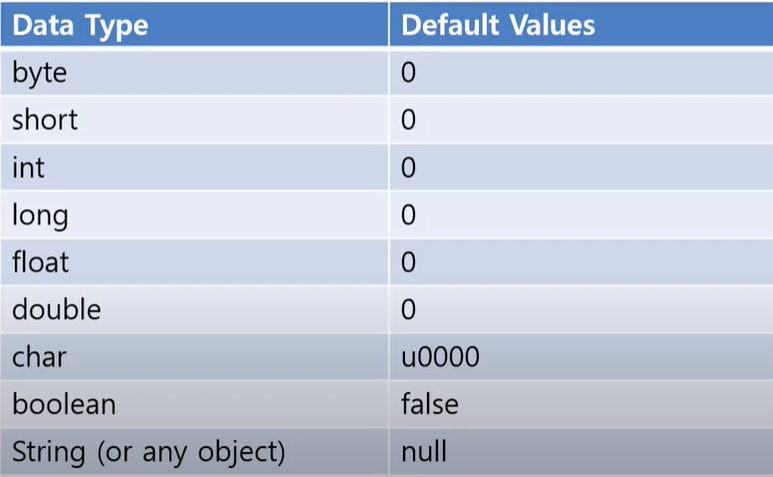 Data Type Default Values
byte 0
short 0
int 0
long 0
float 0
double 0
char u0000
boolean false
String (or any object) null